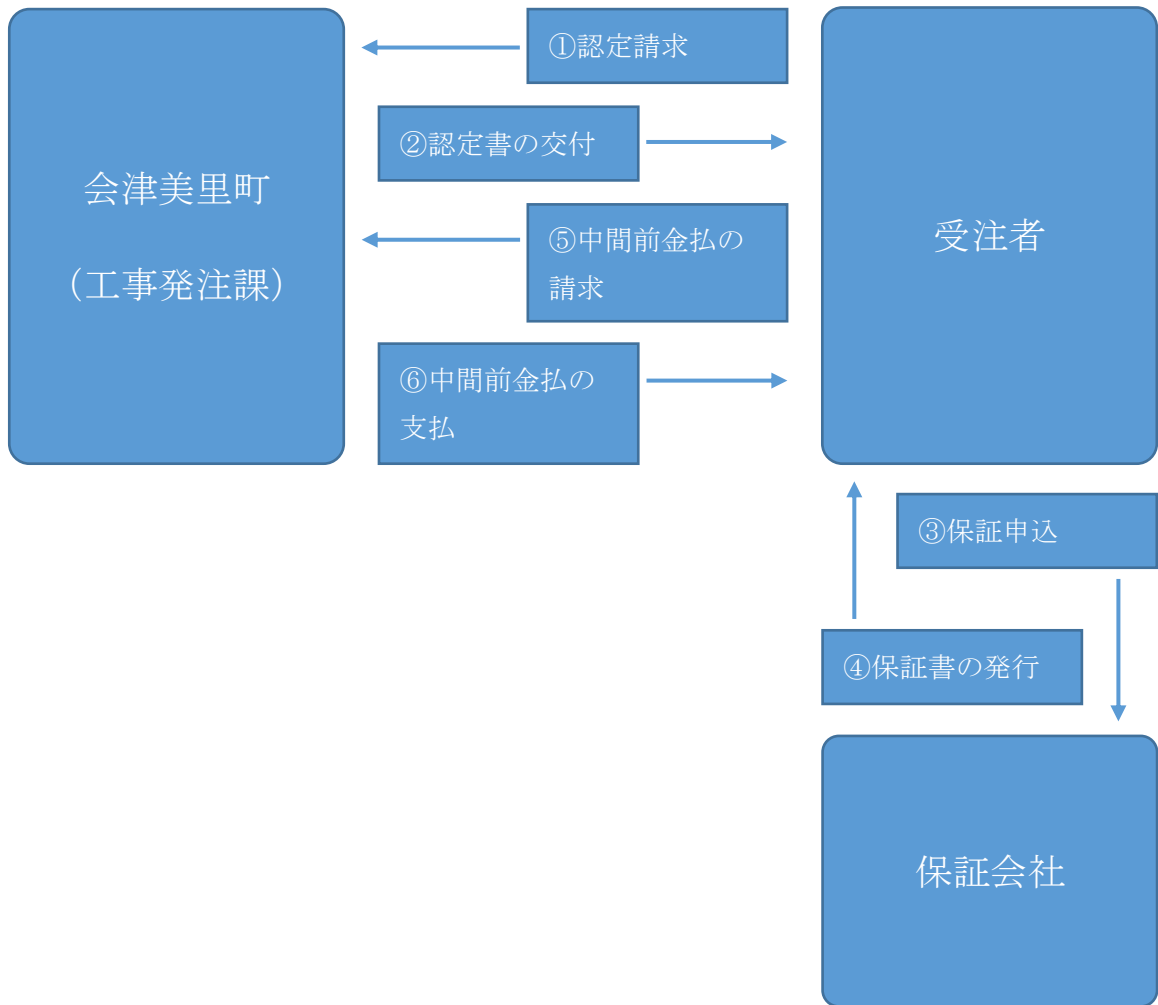 ①認定請求
②認定書の交付
会津美里町
(工事発注課)
⑤中間前金払の
請求
受注者
⑥中間前金払の
支払
③保証申込
④保証書の発行
保証会社